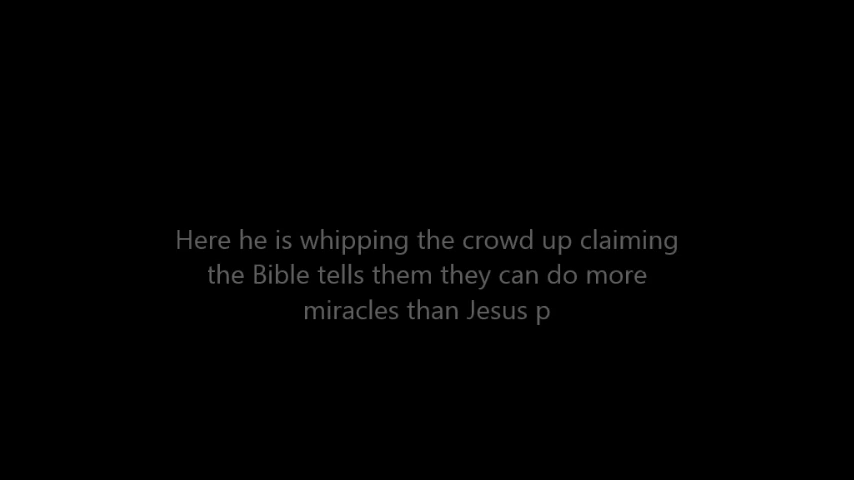 Here he is whipping the crowd up claiming
the Bible tells them they can do more
miracles than Jesus p